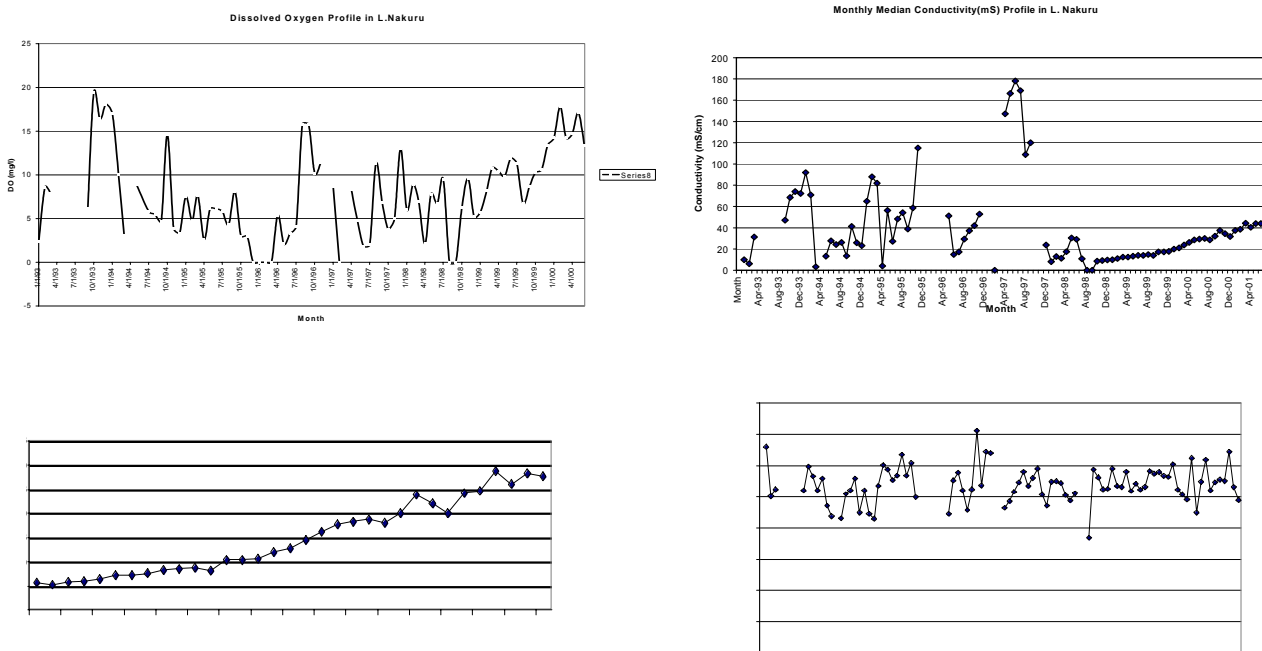 Dissolved Oxygen Profile in L.Nakuru
25
20
15
10
5
0
-5
DO (mg/l)
1/1/93
4/1/93
7/1/93
10/1/93
1/1/94
4/1/94
7/1/94
10/1/94
1/1/95
4/1/95
7/1/95
10/1/95
1/1/96
4/1/96
7/1/96
10/1/96
1/1/97
4/1/97
7/1/97
10/1/97
1/1/98
4/1/98
7/1/98
10/1/98
1/1/99
4/1/99
7/1/99
10/1/99
1/1/00
4/1/00
Month
Series8
Monthly Median Conductivity(mS) Profile in L. Nakuru
200
180
160
140
120
100
80
60
40
20
0
Conductivity (mS/cm)
Month
Apr-93
Aug-93
Dec-93
Apr-94
Aug-94
Dec-94
Apr-95
Aug-95
Dec-95
Apr-96
Aug-96
Dec-96
Apr-97
Aug-97
Dec-97
Apr-98
Aug-98
Dec-98
Apr-99
Aug-99
Dec-99
Apr-00
Aug-00
Dec-00
Apr-01
Month